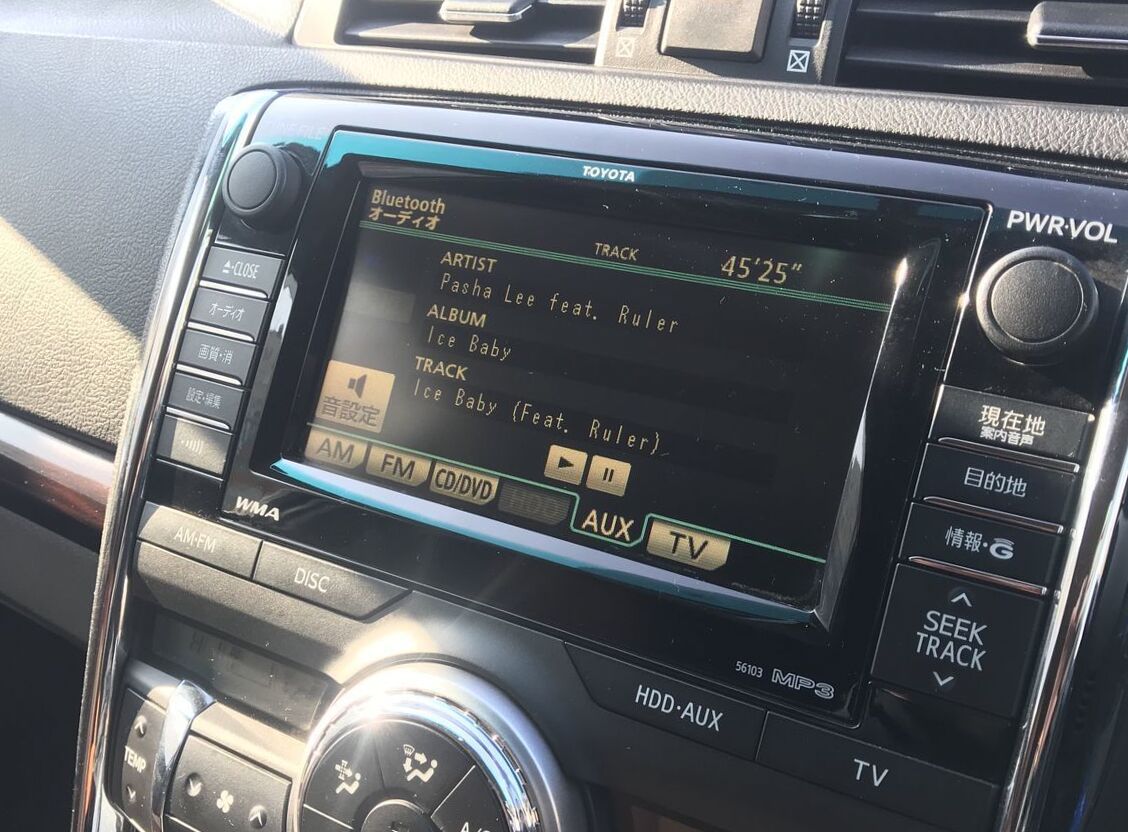 TOYOTA
PWR·VOL
Bluetooth
オーディオ
TRACK 45'25"
ARTIST
Pasha Lee feat. Ruler
ALBUM
Ice Baby
TRACK
Ice Baby (Feat. Ruler)
音設定
AM FM CD/DVD AUX TV
CLOSE
オーディオ
画質・消
設定・編集
WMA
AM·FM
DISC
現在地
案内音声
目的地
情報・G
SEEK
TRACK
56103 MP3
HDD·AUX
TV
TEMP
A/C